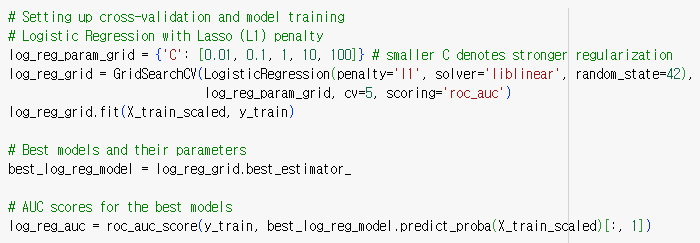 # Setting up cross-validation and model training
# Logistic Regression with Lasso (L1) penalty
log_reg_param_grid = {'C': [0.01, 0.1, 1, 10, 100]} # smaller C denotes stronger regularization
log_reg_grid = GridSearchCV(LogisticRegression(penalty='l1', solver='liblinear', random_state=42),
log_reg_param_grid, cv=5, scoring='roc_auc')
log_reg_grid.fit(X_train_scaled, y_train)
# Best models and their parameters
best_log_reg_model = log_reg_grid.best_estimator_
# AUC scores for the best models
log_reg_auc = roc_auc_score(y_train, best_log_reg_model.predict_proba(X_train_scaled)[:, 1])